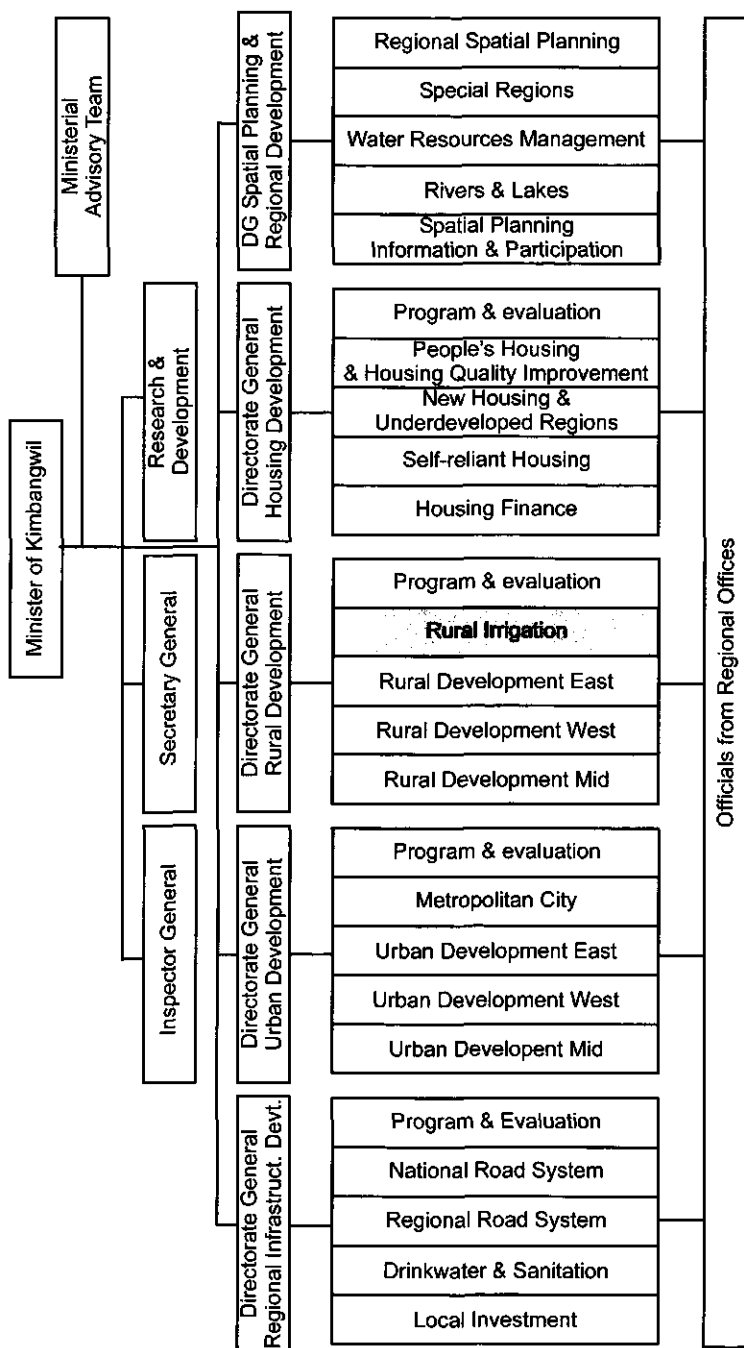 Minister of Kimbangwil
Ministerial
Advisory Team
Research &
Development
Secretary General
Inspector General
DG Spatial Planning &
Regional Development
Regional Spatial Planning
Special Regions
Water Resources Management
Rivers & Lakes
Spatial Planning
Information & Participation
Directorate General
Housing Development
Program & evaluation
People's Housing
& Housing Quality Improvement
New Housing &
Underdeveloped Regions
Self-reliant Housing
Housing Finance
Directorate General
Rural Development
Program & evaluation
Rural Irrigation
Rural Development East
Rural Development West
Rural Development Mid
Directorate General
Urban Development
Program & evaluation
Metropolitan City
Urban Development East
Urban Development West
Urban Developent Mid
Directorate General
Regional Infrastruct. Devt.
Program & Evaluation
National Road System
Regional Road System
Drinkwater & Sanitation
Local Investment
Officials from Regional Offices